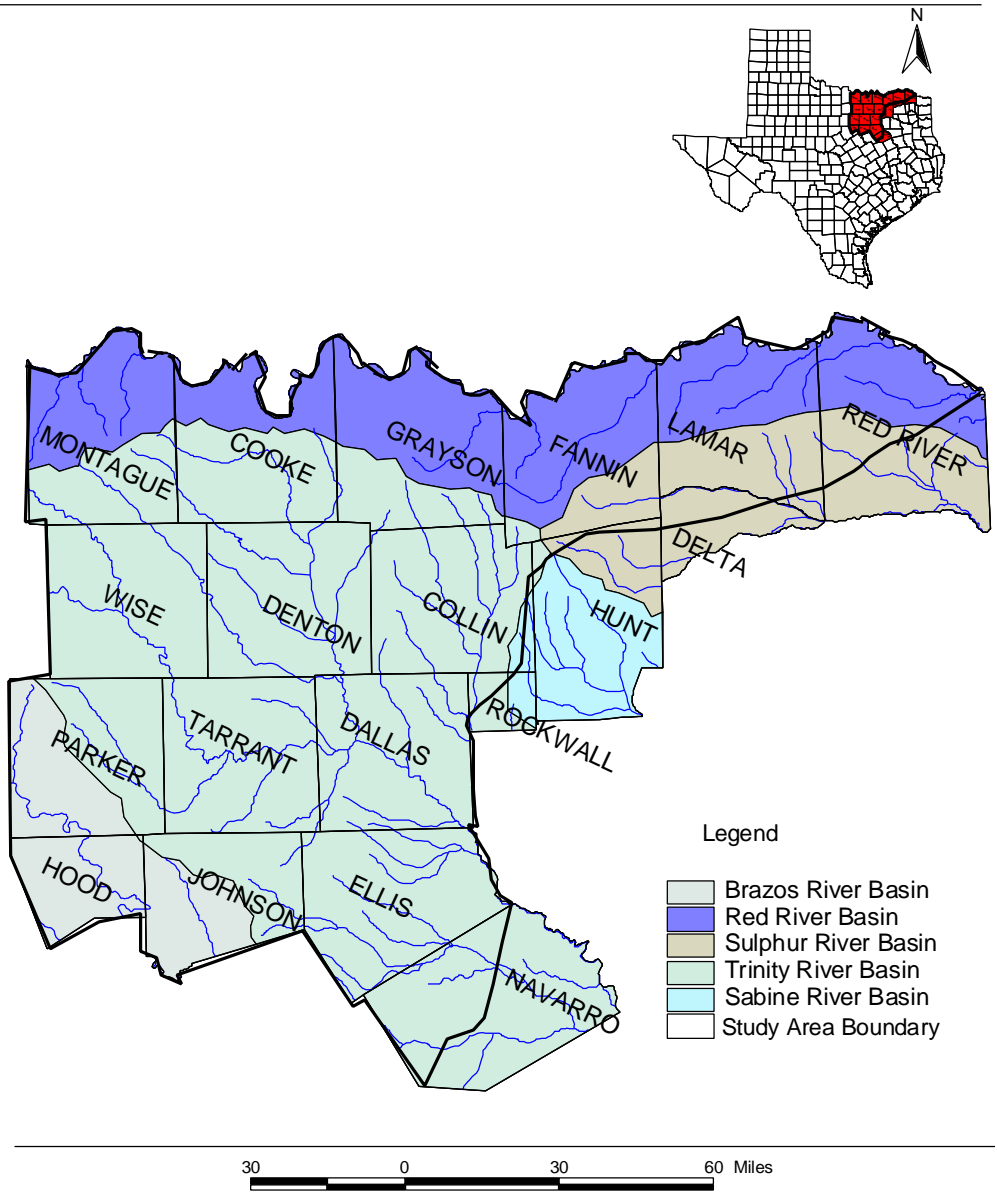 N
MONTAGUE
COOKE
GRAYSON
FANNIN
LAMAR
RED RIVER
DELTA
WISE
DENTON
COLLIN
HUNT
ROCKWALL
PARKER
TARRANT
DALLAS
HOOD
JOHNSON
ELLIS
NAVARRO
Legend
Brazos River Basin
Red River Basin
Sulphur River Basin
Trinity River Basin
Sabine River Basin
Study Area Boundary
30 0 30 60 Miles